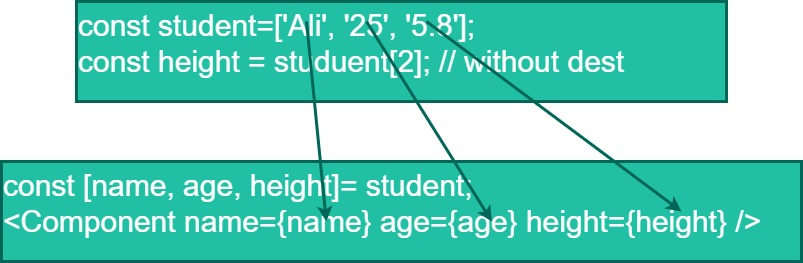 const student=['Ali', '25', '5.8'];
const height = studuent[2]; // without dest
const [name, age, height]= student;
<Component name={name} age={age} height={height} />